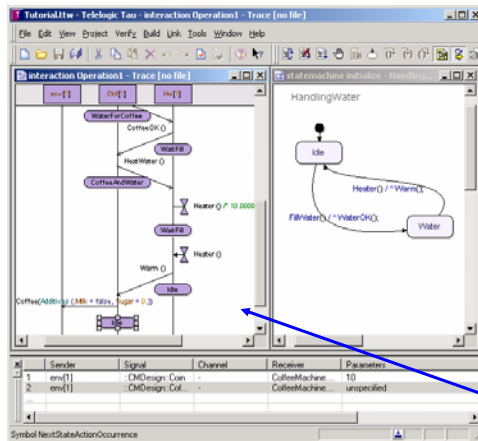 Tutorial.ttw - Telelogic Tau - interaction Operation1 - Trace [no file]
File Edit View Project Verify Build Link Tools Window Help
interaction Operation1 - Trace [no file]
env[1] Ctrl[1] Hw[1]
WaterForCoffee
CoffeeOK ()
WaitFill
HeatWater ()
CoffeeAndWater
Heater () /* 10.0000
WaitFill
Heater ()
Warm ()
Idle
Coffee(Additives (.Milk = false, Sugar = 0.))
Idle
statemachine initialize - Handling...
HandlingWater
Idle
Heater() / ^Warm();
FillWater() / ^WaterOK();
Water
Sender Signal Channel Receiver Parameters
1 env[1] ::CMDesign::Coin - CoffeeMachine... 10
2 env[1] ::CMDesign::Cof... - CoffeeMachine... unspecified
...
Symbol NextStateActionOccurrence